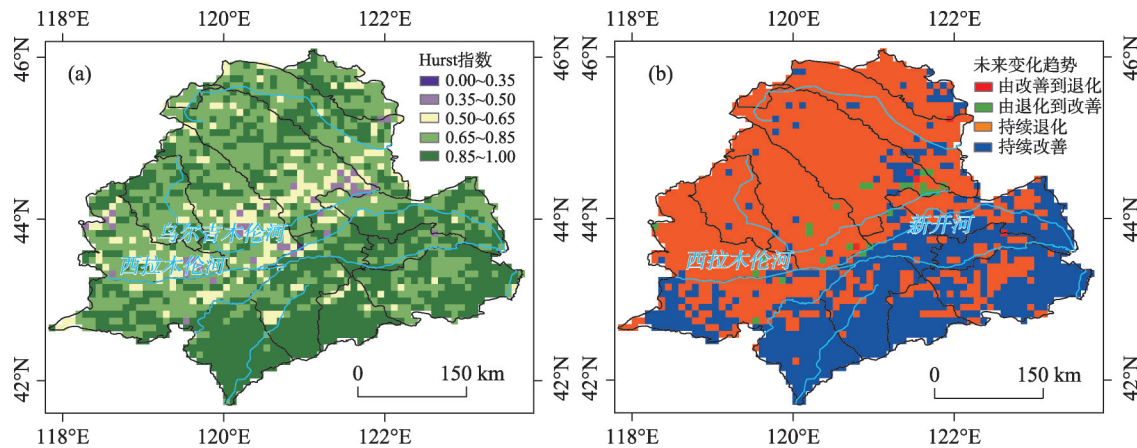 118°E 120°E 122°E
46°N
44°N
42°N
(a)
Hurst指数
0.00~0.35
0.35~0.50
0.50~0.65
0.65~0.85
0.85~1.00
乌尔吉木伦河
西拉木伦河
0 150 km
118°E 120°E 122°E
46°N
44°N
42°N
118°E 120°E 122°E
46°N
44°N
42°N
(b)
未来变化趋势
由改善到退化
由退化到改善
持续退化
持续改善
新开河
西拉木伦河
0 150 km
118°E 120°E 122°E
46°N
44°N
42°N